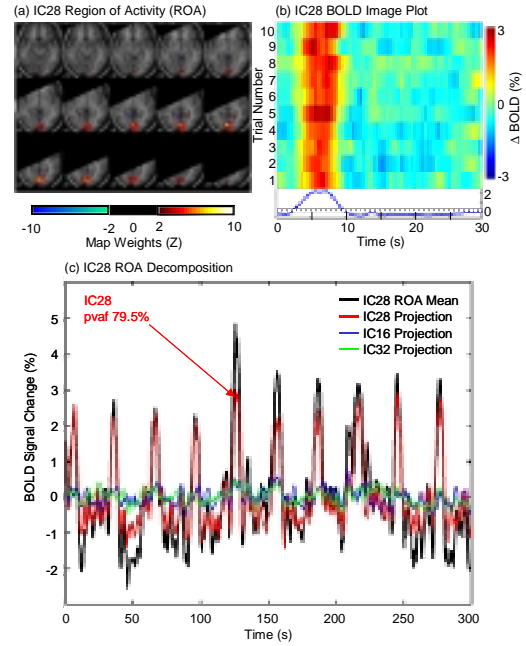 (a) IC28 Region of Activity (ROA)
-10 -2 0 2 10
Map Weights (Z)
(b) IC28 BOLD Image Plot
Trial Number
10
9
8
7
6
5
4
3
2
1
3
0
-3
Δ BOLD (%)
2
0
0 10 20 30
Time (s)
(c) IC28 ROA Decomposition
IC28
pvaf 79.5%
IC28 ROA Mean
IC28 Projection
IC16 Projection
IC32 Projection
BOLD Signal Change (%)
5
4
3
2
1
0
-1
-2
0 50 100 150 200 250 300
Time (s)